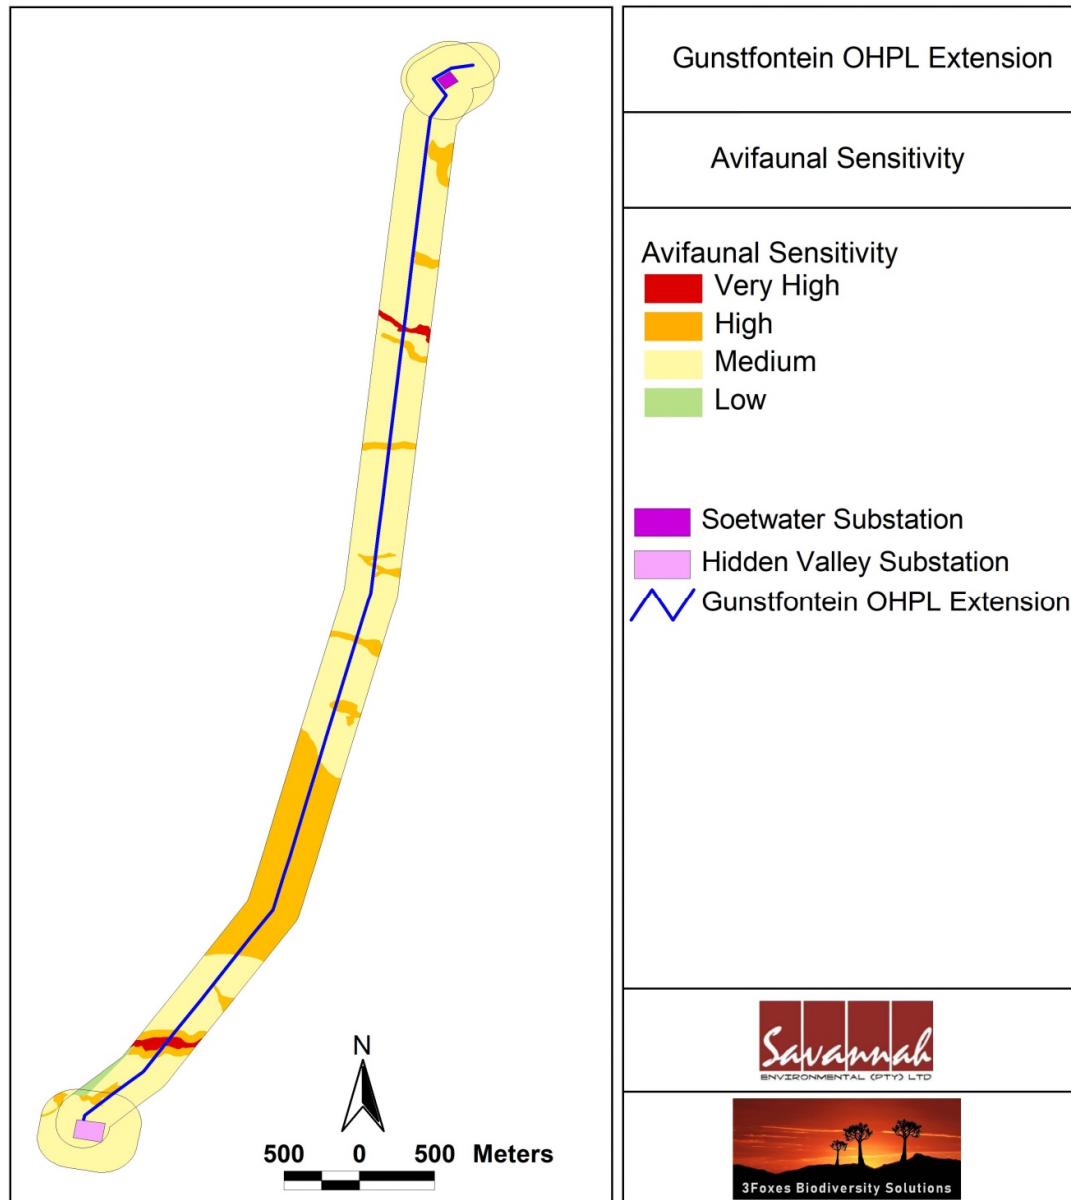 Gunstfontein OHPL Extension
Avifaunal Sensitivity
Avifaunal Sensitivity
Very High
High
Medium
Low
Soetwater Substation
Hidden Valley Substation
Gunstfontein OHPL Extension
N
500 0 500 Meters
Savannah
ENVIRONMENTAL (PTY) LTD
3Foxes Biodiversity Solutions